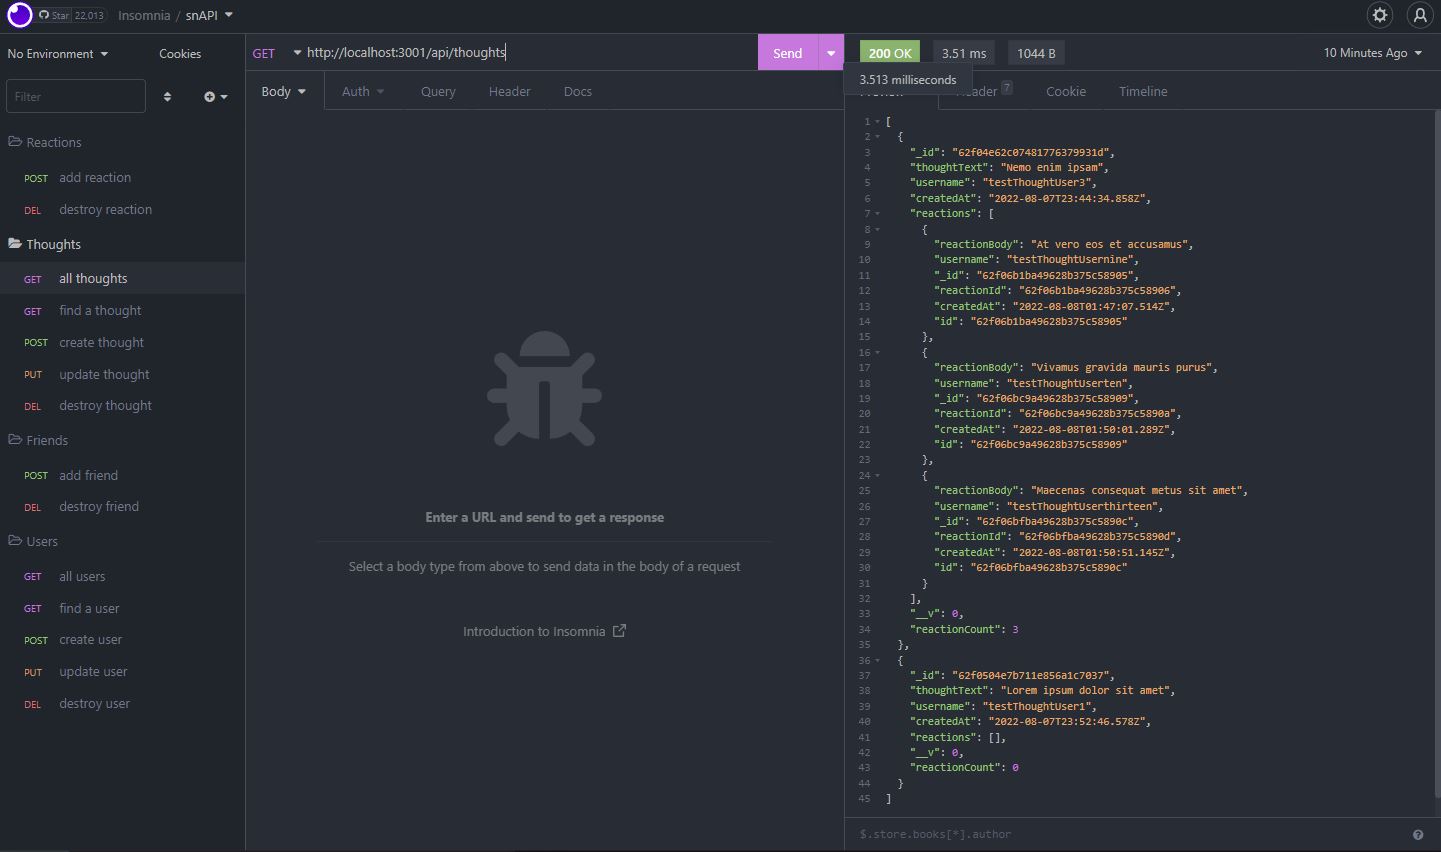 Star 22,013 Insomnia / snAPI
No Environment Cookies
Filter
Reactions
POST add reaction
DEL destroy reaction
Thoughts
GET all thoughts
GET find a thought
POST create thought
PUT update thought
DEL destroy thought
Friends
POST add friend
DEL destroy friend
Users
GET all users
GET find a user
POST create user
PUT update user
DEL destroy user
GET http://localhost:3001/api/thoughts Send
Body Auth Query Header Docs
Enter a URL and send to get a response
Select a body type from above to send data in the body of a request
Introduction to Insomnia
200 OK 3.51 ms 1044 B 10 Minutes Ago
3.513 milliseconds
Preview Header 7 Cookie Timeline
1 [
2 {
3 "_id": "62f04e62c07481776379931d",
4 "thoughtText": "Nemo enim ipsam",
5 "username": "testThoughtUser3",
6 "createdAt": "2022-08-07T23:44:34.858Z",
7 "reactions": [
8 {
9 "reactionBody": "At vero eos et accusamus",
10 "username": "testThoughtUsernine",
11 "_id": "62f06b1ba49628b375c58905",
12 "reactionId": "62f06b1ba49628b375c58906",
13 "createdAt": "2022-08-08T01:47:07.514Z",
14 "id": "62f06b1ba49628b375c58905"
15 },
16 {
17 "reactionBody": "Vivamus gravida mauris purus",
18 "username": "testThoughtUserten",
19 "_id": "62f06bc9a49628b375c58909",
20 "reactionId": "62f06bc9a49628b375c5890a",
21 "createdAt": "2022-08-08T01:50:01.289Z",
22 "id": "62f06bc9a49628b375c58909"
23 },
24 {
25 "reactionBody": "Maecenas consequat metus sit amet",
26 "username": "testThoughtUserthirteen",
27 "_id": "62f06bfba49628b375c5890c",
28 "reactionId": "62f06bfba49628b375c5890d",
29 "createdAt": "2022-08-08T01:50:51.145Z",
30 "id": "62f06bfba49628b375c5890c"
31 }
32 ],
33 "__v": 0,
34 "reactionCount": 3
35 },
36 {
37 "_id": "62f0504e7b711e856a1c7037",
38 "thoughtText": "Lorem ipsum dolor sit amet",
39 "username": "testThoughtUser1",
40 "createdAt": "2022-08-07T23:52:46.578Z",
41 "reactions": [],
42 "__v": 0,
43 "reactionCount": 0
44 }
45 ]
$.store.books[*].author